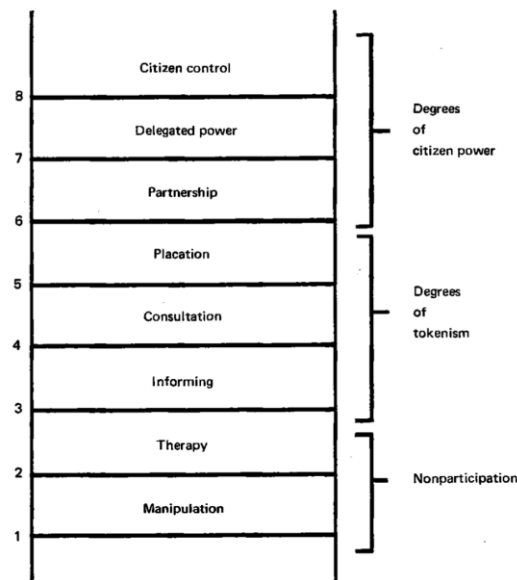 Citizen control
8
Delegated power
7
Partnership
6
Placation
5
Consultation
4
Informing
3
Therapy
2
Manipulation
1
Degrees
of
citizen power
Degrees
of
tokenism
Nonparticipation